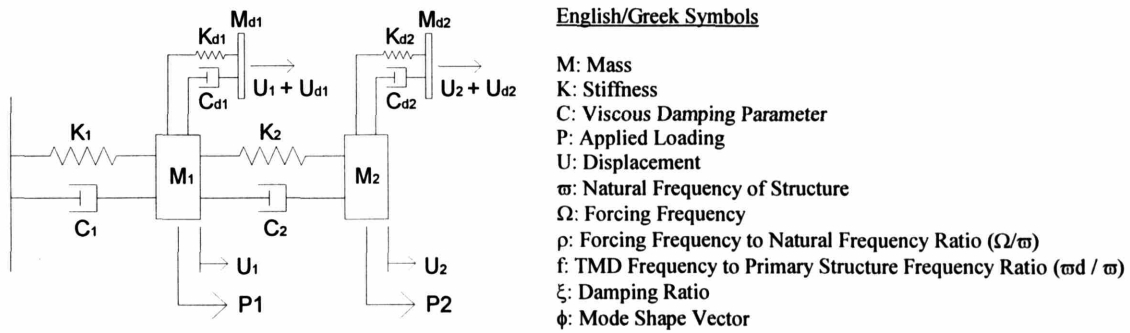 Md1
Kd1
Cd1
U1 + Ud1
Md2
Kd2
Cd2
U2 + Ud2
K1
M1
C1
K2
M2
C2
U1
P1
U2
P2
English/Greek Symbols
M: Mass
K: Stiffness
C: Viscous Damping Parameter
P: Applied Loading
U: Displacement
ϖ: Natural Frequency of Structure
Ω: Forcing Frequency
ρ: Forcing Frequency to Natural Frequency Ratio (Ω/ϖ)
f: TMD Frequency to Primary Structure Frequency Ratio (ϖd / ϖ)
ξ: Damping Ratio
ϕ: Mode Shape Vector